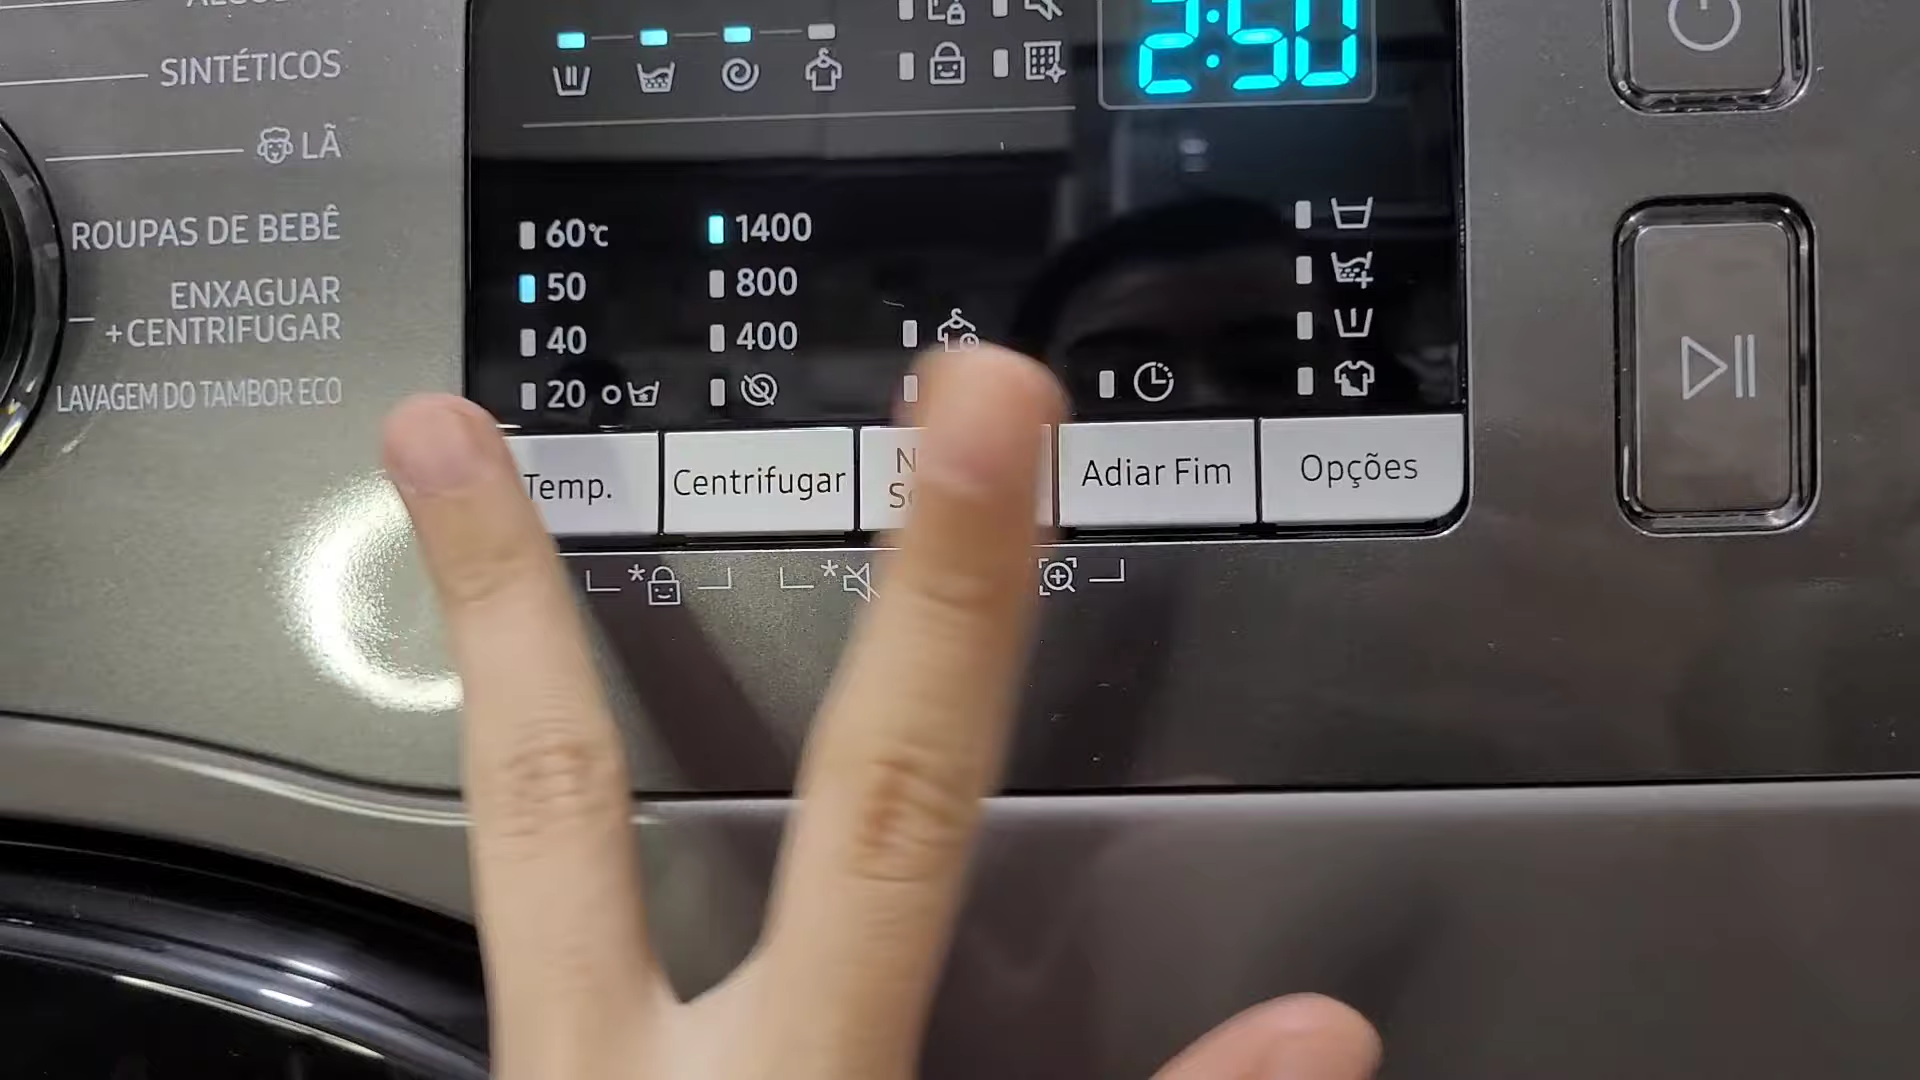 SINTÉTICOS
LÃ
ROUPAS DE BEBÊ
ENXAGUAR
+CENTRIFUGAR
LAVAGEM DO TAMBOR ECO
2:50
60℃
50
40
20
1400
800
400
Temp.
Centrifugar
Adiar Fim
Opções
*
*